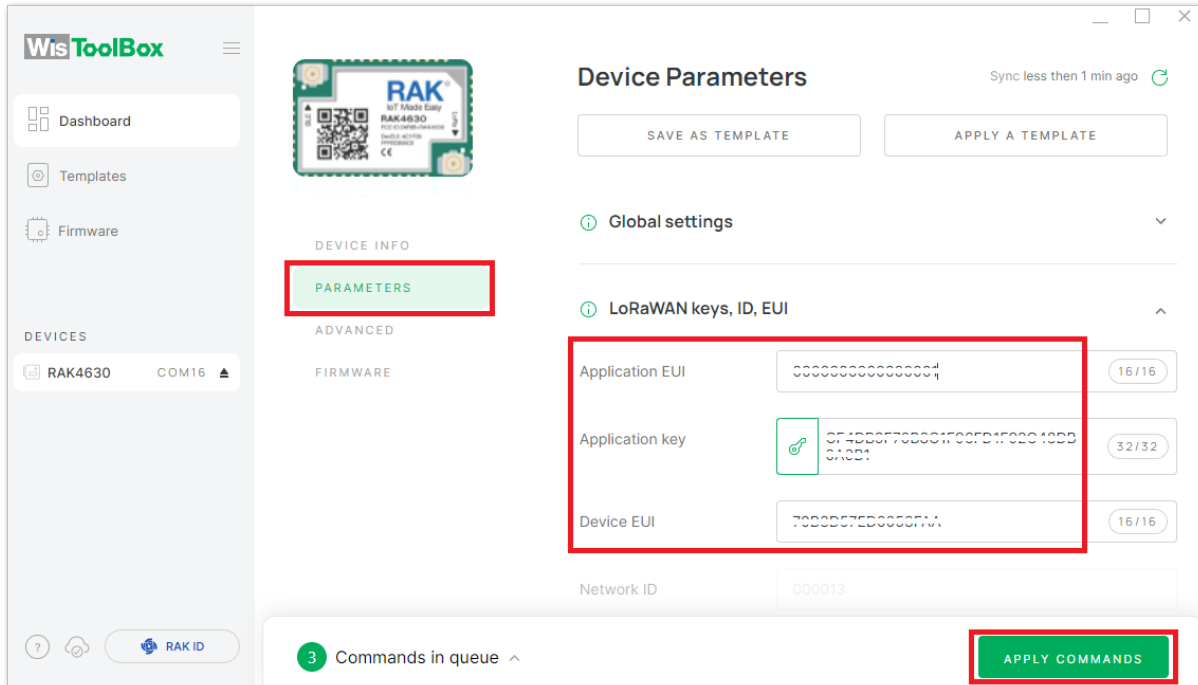 WisToolBox
Dashboard
Templates
Firmware
DEVICES
RAK4630 COM16
RAK ID
RAK
IoT Made Easy
RAK4630
DEVICE INFO
PARAMETERS
ADVANCED
FIRMWARE
Device Parameters
Sync less then 1 min ago
SAVE AS TEMPLATE
APPLY A TEMPLATE
Global settings
LoRaWAN keys, ID, EUI
Application EUI
16/16
Application key
32/32
Device EUI
16/16
Network ID 000013
3 Commands in queue
APPLY COMMANDS